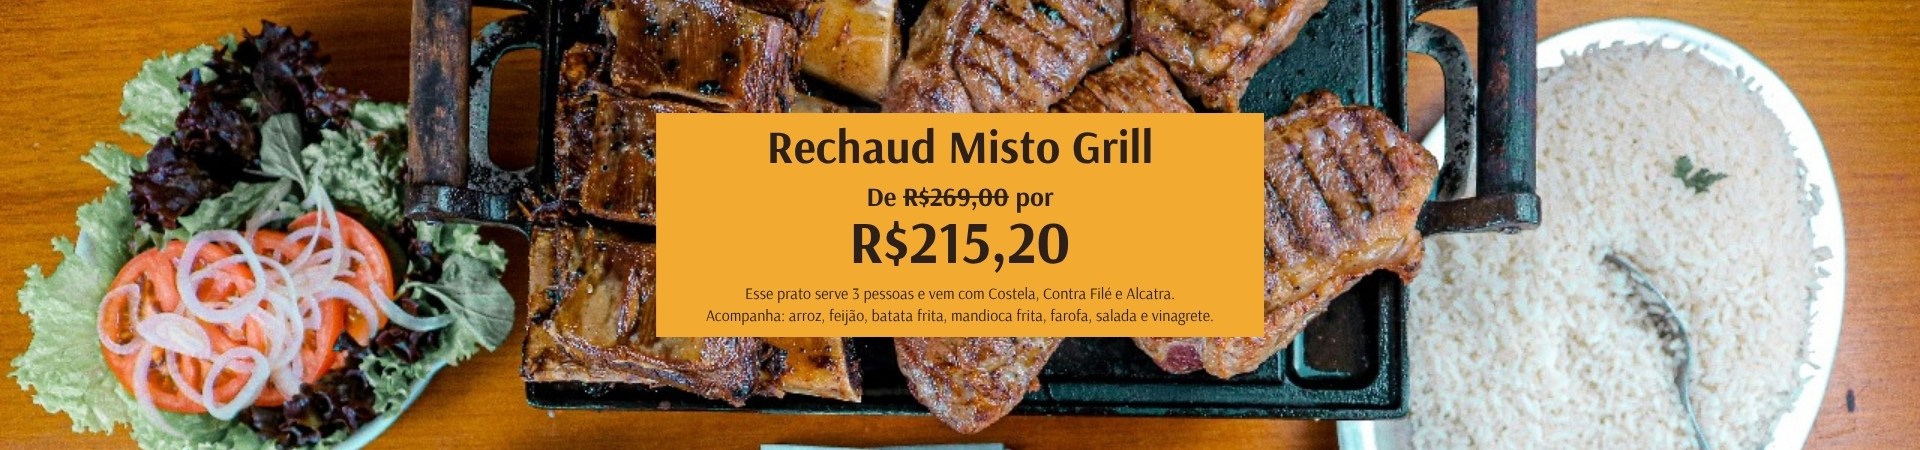 Rechaud Misto Grill
De R$269,00 por
R$215,20
Esse prato serve 3 pessoas e vem com Costela, Contra Filé e Alcatra.
Acompanha: arroz, feijão, batata frita, mandioca frita, farofa, salada e vinagrete.